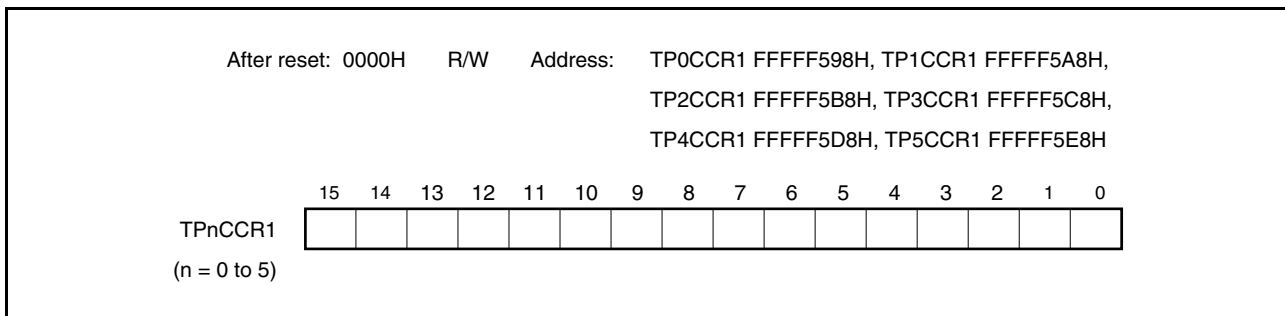 After reset: 0000H R/W Address: TP0CCR1 FFFFF598H, TP1CCR1 FFFFF5A8H,
TP2CCR1 FFFFF5B8H, TP3CCR1 FFFFF5C8H,
TP4CCR1 FFFFF5D8H, TP5CCR1 FFFFF5E8H
15 14 13 12 11 10 9 8 7 6 5 4 3 2 1 0
TPnCCR1
(n = 0 to 5)